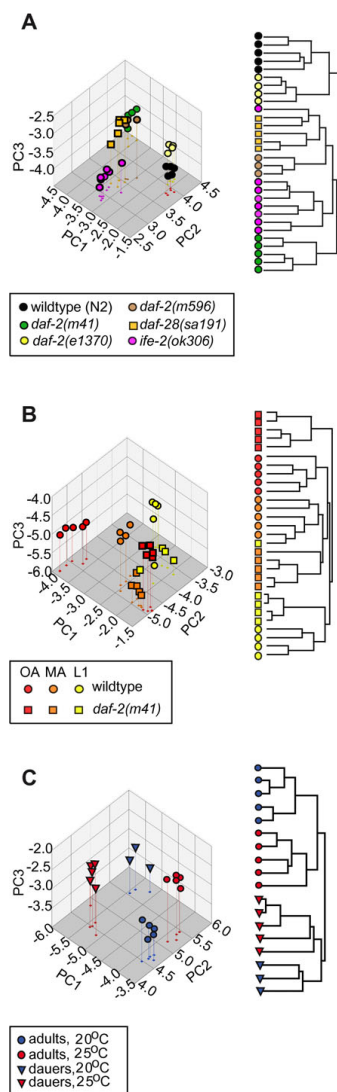 A
-2.5
-3.0
-3.5
-4.0
PC3
-4.5
-4.0
-3.5
-3.0
-2.5
-2.0
-1.5
PC1
2.5
3.0
3.5
4.0
4.5
PC2
wildtype (N2)
daf-2(m596)
daf-2(m41)
daf-28(sa191)
daf-2(e1370)
ife-2(ok306)
B
-4.0
-4.5
-5.0
-5.5
-6.0
PC3
-4.0
-3.5
-3.0
-2.5
-2.0
-1.5
PC1
-5.0
-4.5
-4.0
-3.5
-3.0
PC2
OA MA L1
wildtype
daf-2(m41)
C
-2.0
-2.5
-3.0
-3.5
PC3
-6.0
-5.5
-5.0
-4.5
-4.0
-3.5
PC1
4.0
4.5
5.0
5.5
6.0
PC2
adults, 20°C
adults, 25°C
dauers,20°C
dauers,25°C